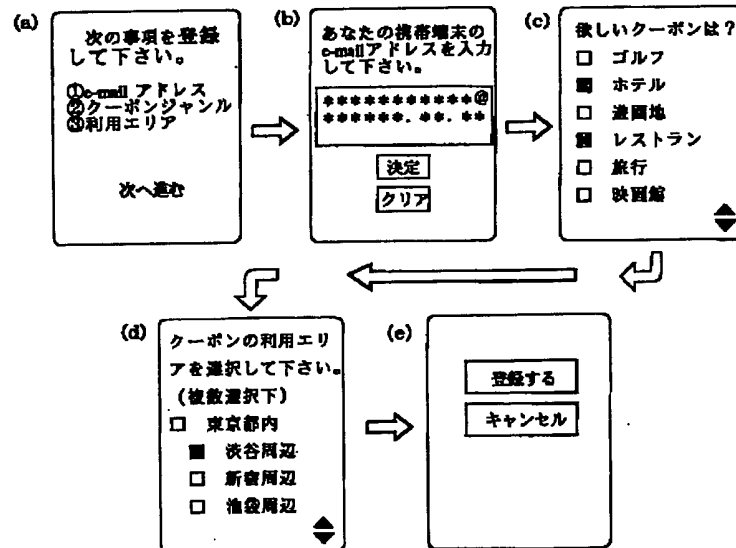 (a)
次の事項を登録
して下さい。
①e-mail アドレス
②クーポンジャンル
③利用エリア
次へ進む
(b)
あなたの携帯端末の
e-mailアドレスを入力
して下さい。
***********@
******.**.**
決定
クリア
(c)
欲しいクーポンは？
□ ゴルフ
■ ホテル
□ 遊園地
■ レストラン
□ 旅行
□ 映画館
(d)
クーポンの利用エリ
アを選択して下さい。
(複数選択下)
□ 東京都内
■ 渋谷周辺
□ 新宿周辺
□ 池袋周辺
(e)
登録する
キャンセル